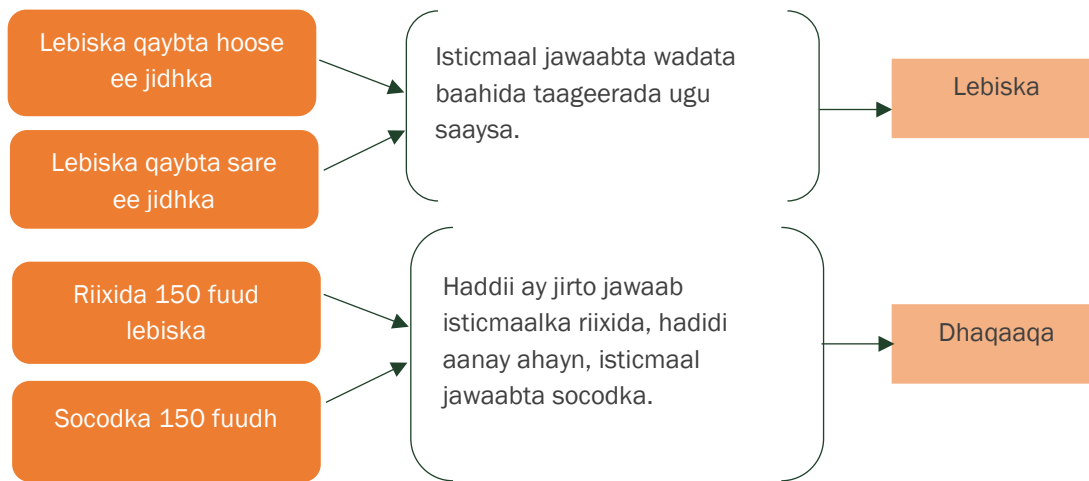 Lebiska qaybta hoose
ee jidhka
Lebiska qaybta sare
ee jidhka
Isticmaal jawaabta wadata
baahida taageerada ugu
saaysa.
Lebiska
Riixida 150 fuud
lebiska
Socodka 150 fuudh
Haddii ay jirto jawaab
isticmaalka riixida, hadidi
aanay ahayn, isticmaal
jawaabta socodka.
Dhaqaaqa